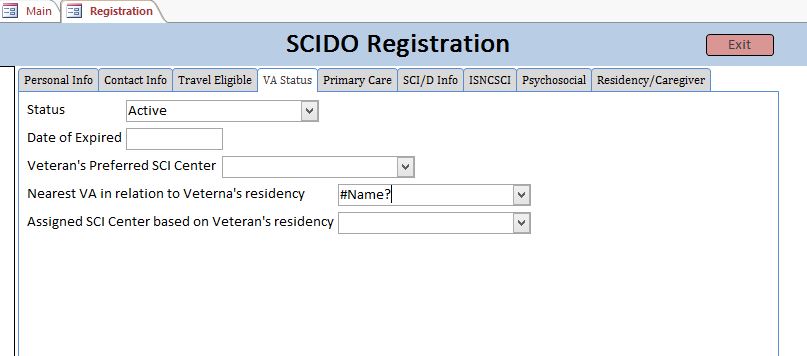 Main Registration
SCIDO Registration
Exit
Personal Info Contact Info Travel Eligible VA Status Primary Care SCI/D Info ISNCSCI Psychosocial Residency/Caregiver
Status Active
Date of Expired
Veteran's Preferred SCI Center
Nearest VA in relation to Veterna's residency #Name?
Assigned SCI Center based on Veteran's residency